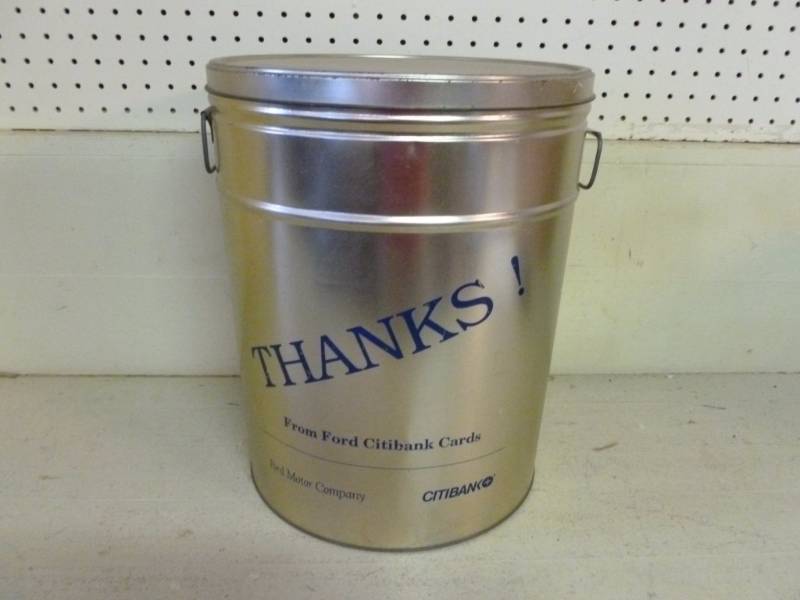 THANKS !
From Ford Citibank Cards
Ford Motor Company
CITIBANK